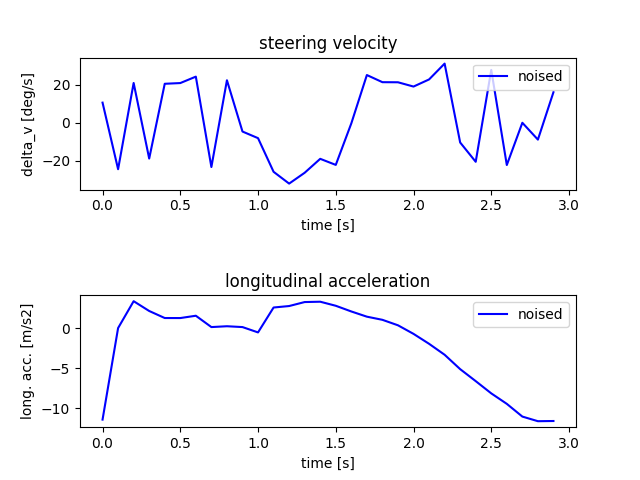 steering velocity
delta_v [deg/s]
20
0
−20
noised
0.0 0.5 1.0 1.5 2.0 2.5 3.0
time [s]
longitudinal acceleration
long. acc. [m/s2]
0
−5
−10
noised
0.0 0.5 1.0 1.5 2.0 2.5 3.0
time [s]